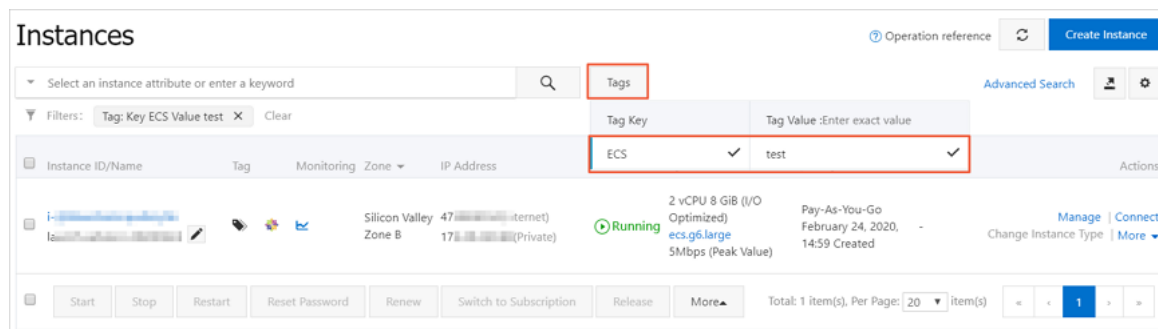 Instances
Operation reference
Create Instance
Select an instance attribute or enter a keyword
Tags
Advanced Search
Filters: Tag: Key ECS Value test X Clear
Tag Key
Tag Value :Enter exact value
ECS
test
Instance ID/Name Tag Monitoring Zone IP Address
Actions
i-
Silicon Valley
Zone B
47
(Private)
Running
2 vCPU 8 GiB (I/O
Optimized)
ecs.g6.large
5Mbps (Peak Value)
Pay-As-You-Go
February 24, 2020,
14:59 Created
-
Manage | Connect
Change Instance Type | More
Start Stop Restart Reset Password Renew Switch to Subscription Release More
Total: 1 item(s), Per Page: 20 item(s)
« ‹ 1 › »